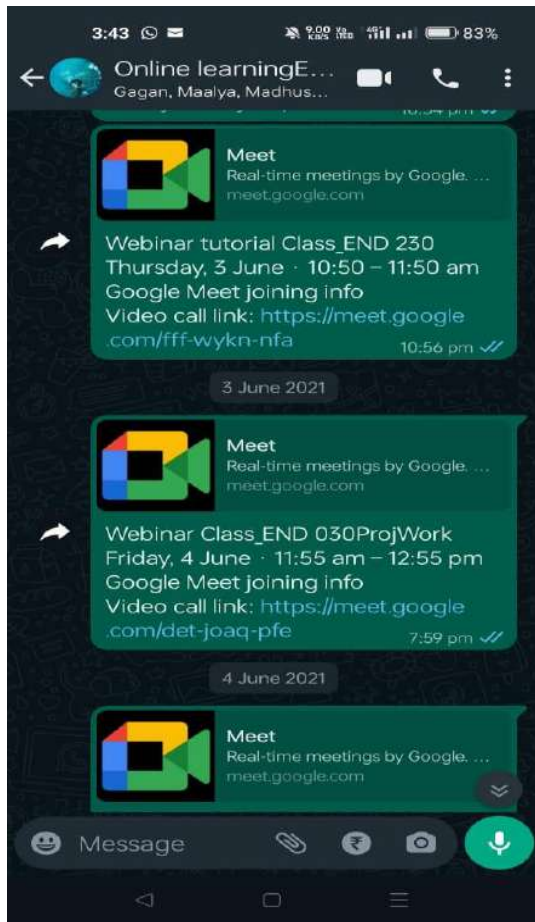 3:43 9.00 KB/S 83%
Online learningE...
Gagan, Maalya, Madhus...
Meet
Real-time meetings by Google. ...
meet.google.com
Webinar tutorial Class_END 230
Thursday, 3 June · 10:50 – 11:50 am
Google Meet joining info
Video call link: https://meet.google
.com/fff-wykn-nfa
10:56 pm
3 June 2021
Meet
Real-time meetings by Google. ...
meet.google.com
Webinar Class_END 030ProjWork
Friday, 4 June · 11:55 am – 12:55 pm
Google Meet joining info
Video call link: https://meet.google
.com/det-joaq-pfe
7:59 pm
4 June 2021
Meet
Real-time meetings by Google. ...
meet.google.com
Message